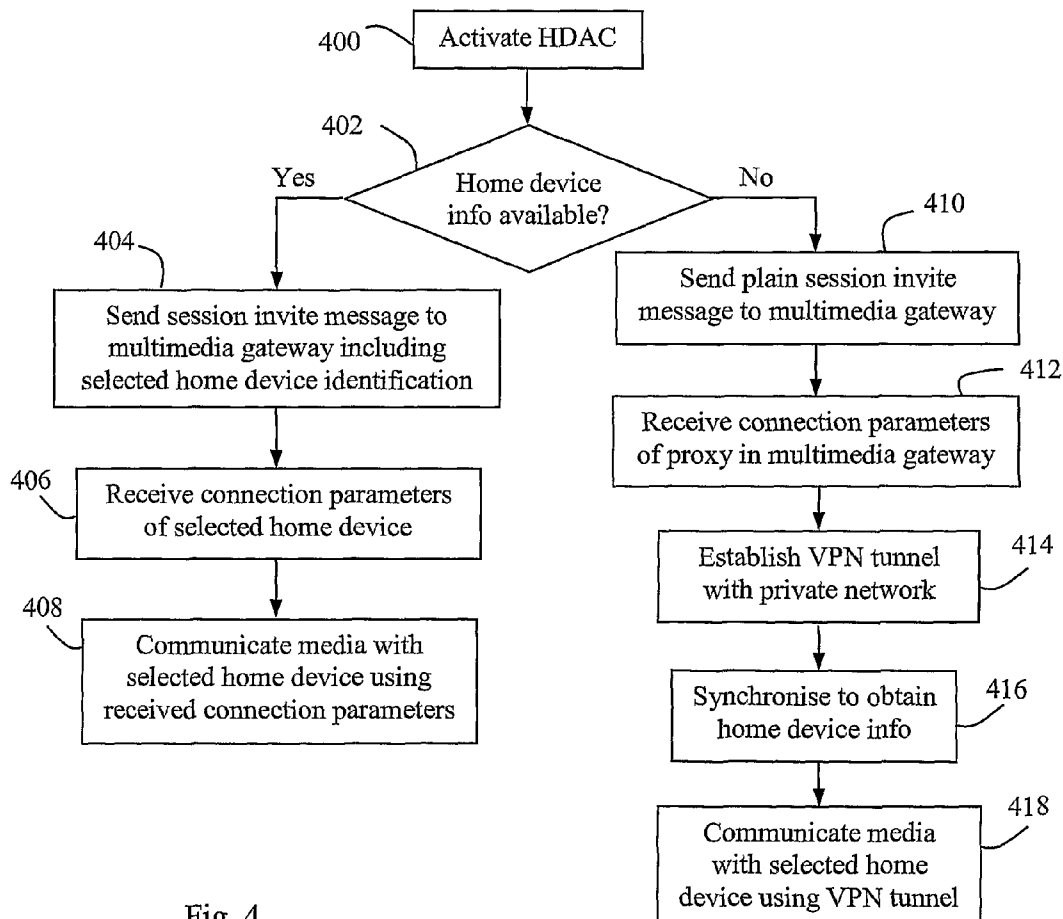 400
Activate HDAC
402
Yes
Home device
info available?
No
404
Send session invite message to
multimedia gateway including
selected home device identification
406
Receive connection parameters
of selected home device
408
Communicate media with
selected home device using
received connection parameters
410
Send plain session invite
message to multimedia gateway
412
Receive connection parameters
of proxy in multimedia gateway
Establish VPN tunnel
with private network
414
Synchronise to obtain
home device info
416
Communicate media
with selected home
device using VPN tunnel
418
Fig. 4